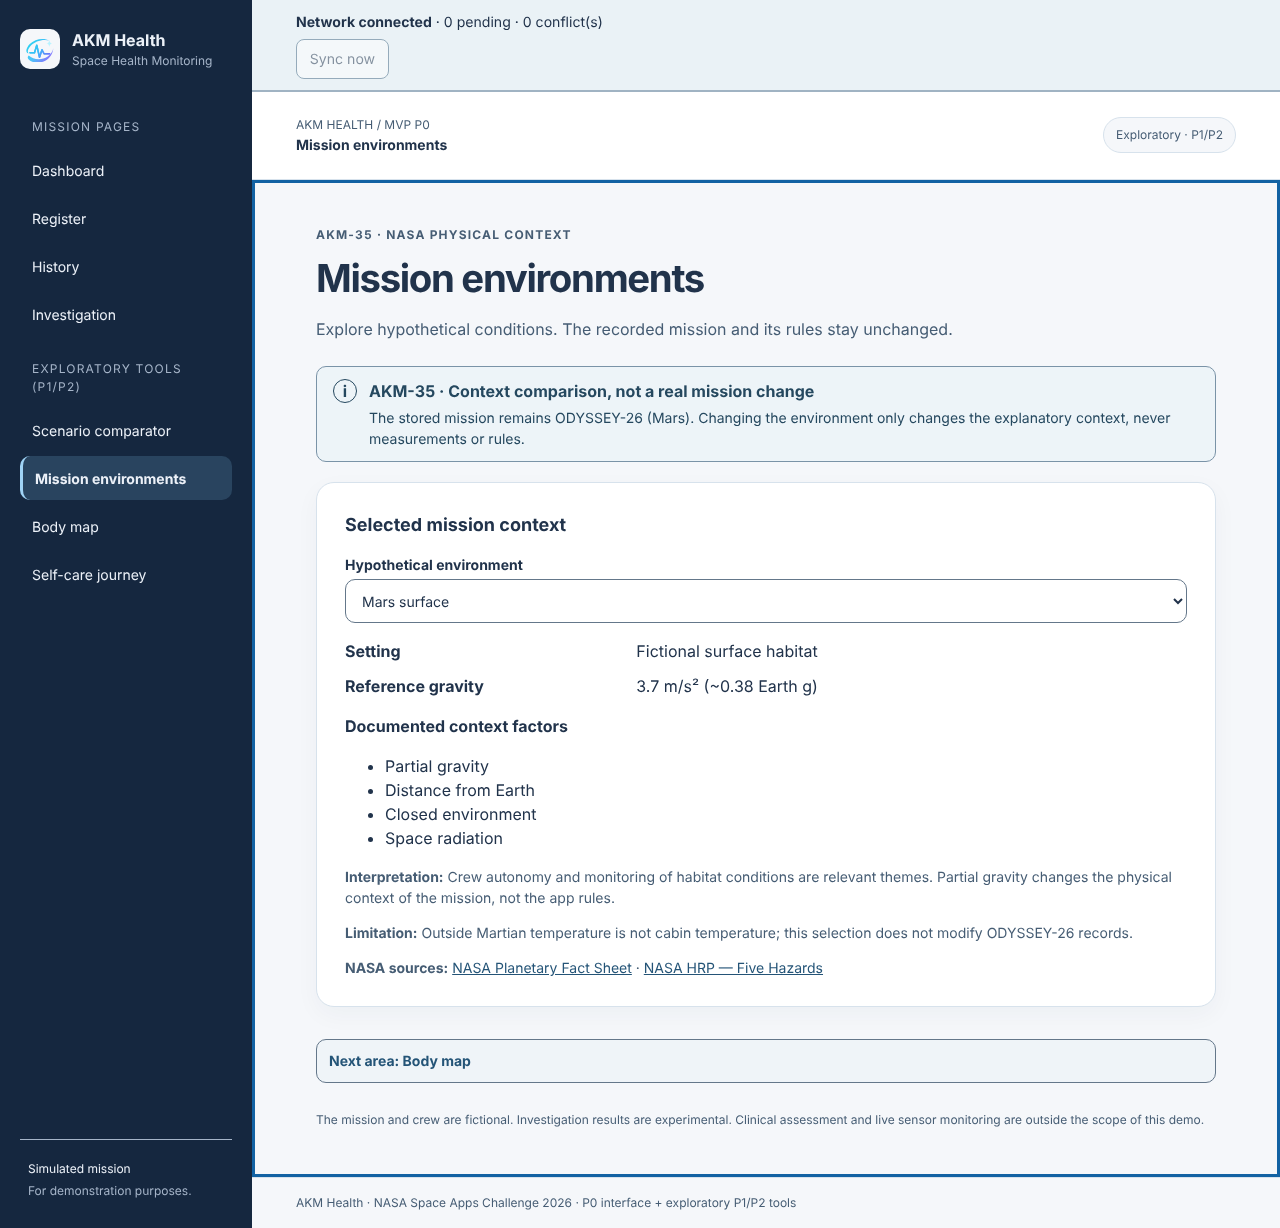 AKM Health
Space Health Monitoring
MISSION PAGES
Dashboard
Register
History
Investigation
EXPLORATORY TOOLS
(P1/P2)
Scenario comparator
Mission environments
Body map
Self-care journey
Simulated mission
For demonstration purposes.
Network connected · 0 pending · 0 conflict(s)
Sync now
AKM HEALTH / MVP P0
Mission environments
Exploratory · P1/P2
AKM-35 · NASA PHYSICAL CONTEXT
Mission environments
Explore hypothetical conditions. The recorded mission and its rules stay unchanged.
i
AKM-35 · Context comparison, not a real mission change
The stored mission remains ODYSSEY-26 (Mars). Changing the environment only changes the explanatory context, never
measurements or rules.
Selected mission context
Hypothetical environment
Mars surface
Setting Fictional surface habitat
Reference gravity 3.7 m/s² (~0.38 Earth g)
Documented context factors
• Partial gravity
• Distance from Earth
• Closed environment
• Space radiation
Interpretation: Crew autonomy and monitoring of habitat conditions are relevant themes. Partial gravity changes the physical
context of the mission, not the app rules.
Limitation: Outside Martian temperature is not cabin temperature; this selection does not modify ODYSSEY-26 records.
NASA sources: NASA Planetary Fact Sheet · NASA HRP — Five Hazards
Next area: Body map
The mission and crew are fictional. Investigation results are experimental. Clinical assessment and live sensor monitoring are outside the scope of this demo.
AKM Health · NASA Space Apps Challenge 2026 · P0 interface + exploratory P1/P2 tools